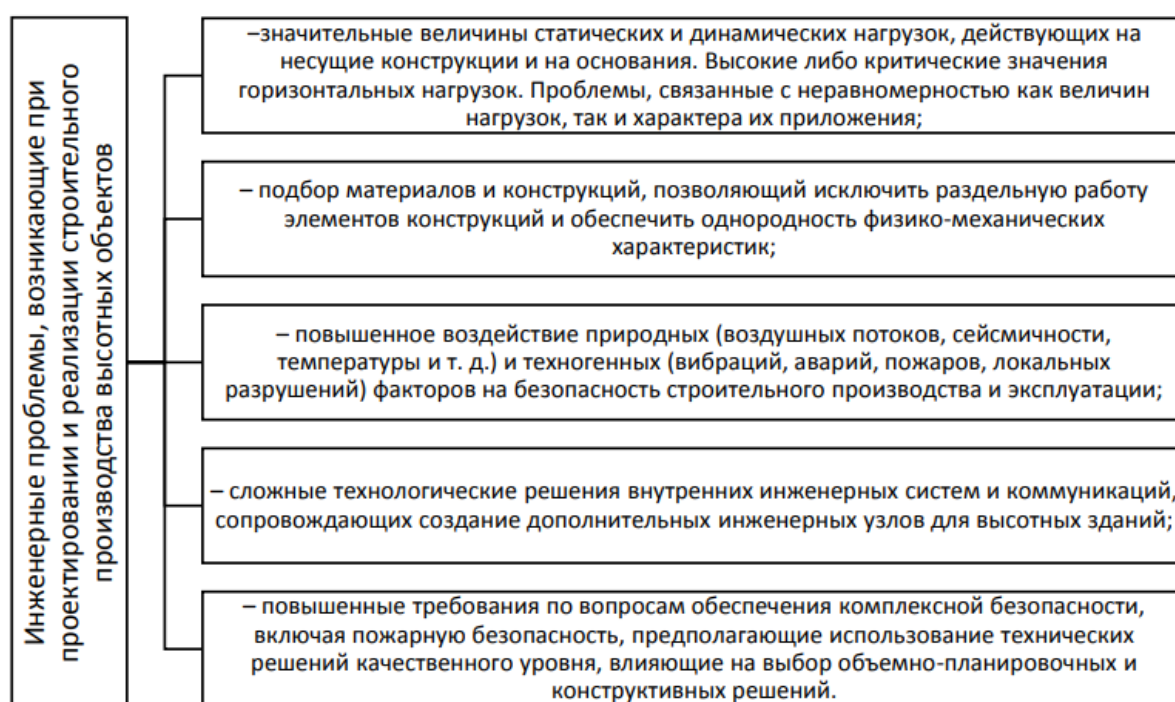 Инженерные проблемы, возникающие при
проектировании и реализации строительного
производства высотных объектов
–значительные величины статических и динамических нагрузок, действующих на
несущие конструкции и на основания. Высокие либо критические значения
горизонтальных нагрузок. Проблемы, связанные с неравномерностью как величин
нагрузок, так и характера их приложения;
– подбор материалов и конструкций, позволяющий исключить раздельную работу
элементов конструкций и обеспечить однородность физико-механических
характеристик;
– повышенное воздействие природных (воздушных потоков, сейсмичности,
температуры и т. д.) и техногенных (вибраций, аварий, пожаров, локальных
разрушений) факторов на безопасность строительного производства и эксплуатации;
– сложные технологические решения внутренних инженерных систем и коммуникаций,
сопровождающих создание дополнительных инженерных узлов для высотных зданий;
– повышенные требования по вопросам обеспечения комплексной безопасности,
включая пожарную безопасность, предполагающие использование технических
решений качественного уровня, влияющие на выбор объемно-планировочных и
конструктивных решений.